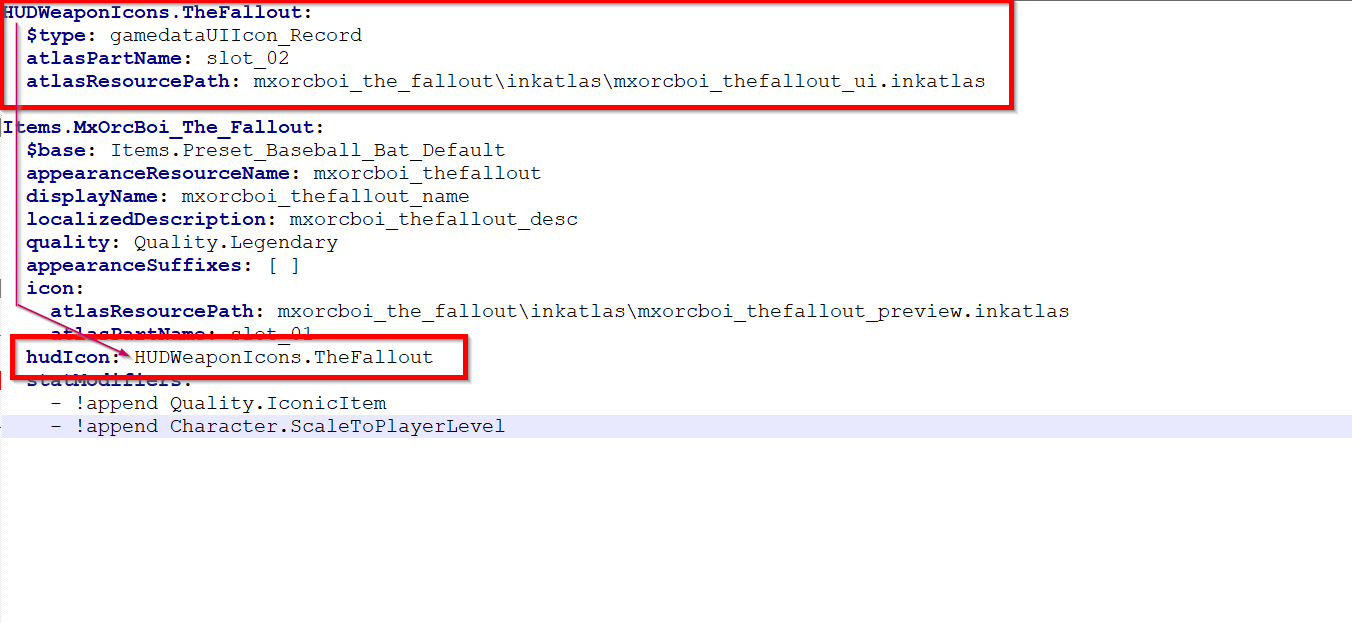 HUDWeaponIcons.TheFallout:
$type: gamedataUIIcon_Record
atlasPartName: slot_02
atlasResourcePath: mxorcboi_the_fallout\inkatlas\mxorcboi_thefallout_ui.inkatlas
Items.MxOrcBoi_The_Fallout:
$base: Items.Preset_Baseball_Bat_Default
appearanceResourceName: mxorcboi_thefallout
displayName: mxorcboi_thefallout_name
localizedDescription: mxorcboi_thefallout_desc
quality: Quality.Legendary
appearanceSuffixes: [ ]
icon:
atlasResourcePath: mxorcboi_the_fallout\inkatlas\mxorcboi_thefallout_preview.inkatlas
atlasPartName: slot_01
hudIcon: HUDWeaponIcons.TheFallout
statModifiers:
- !append Quality.IconicItem
- !append Character.ScaleToPlayerLevel